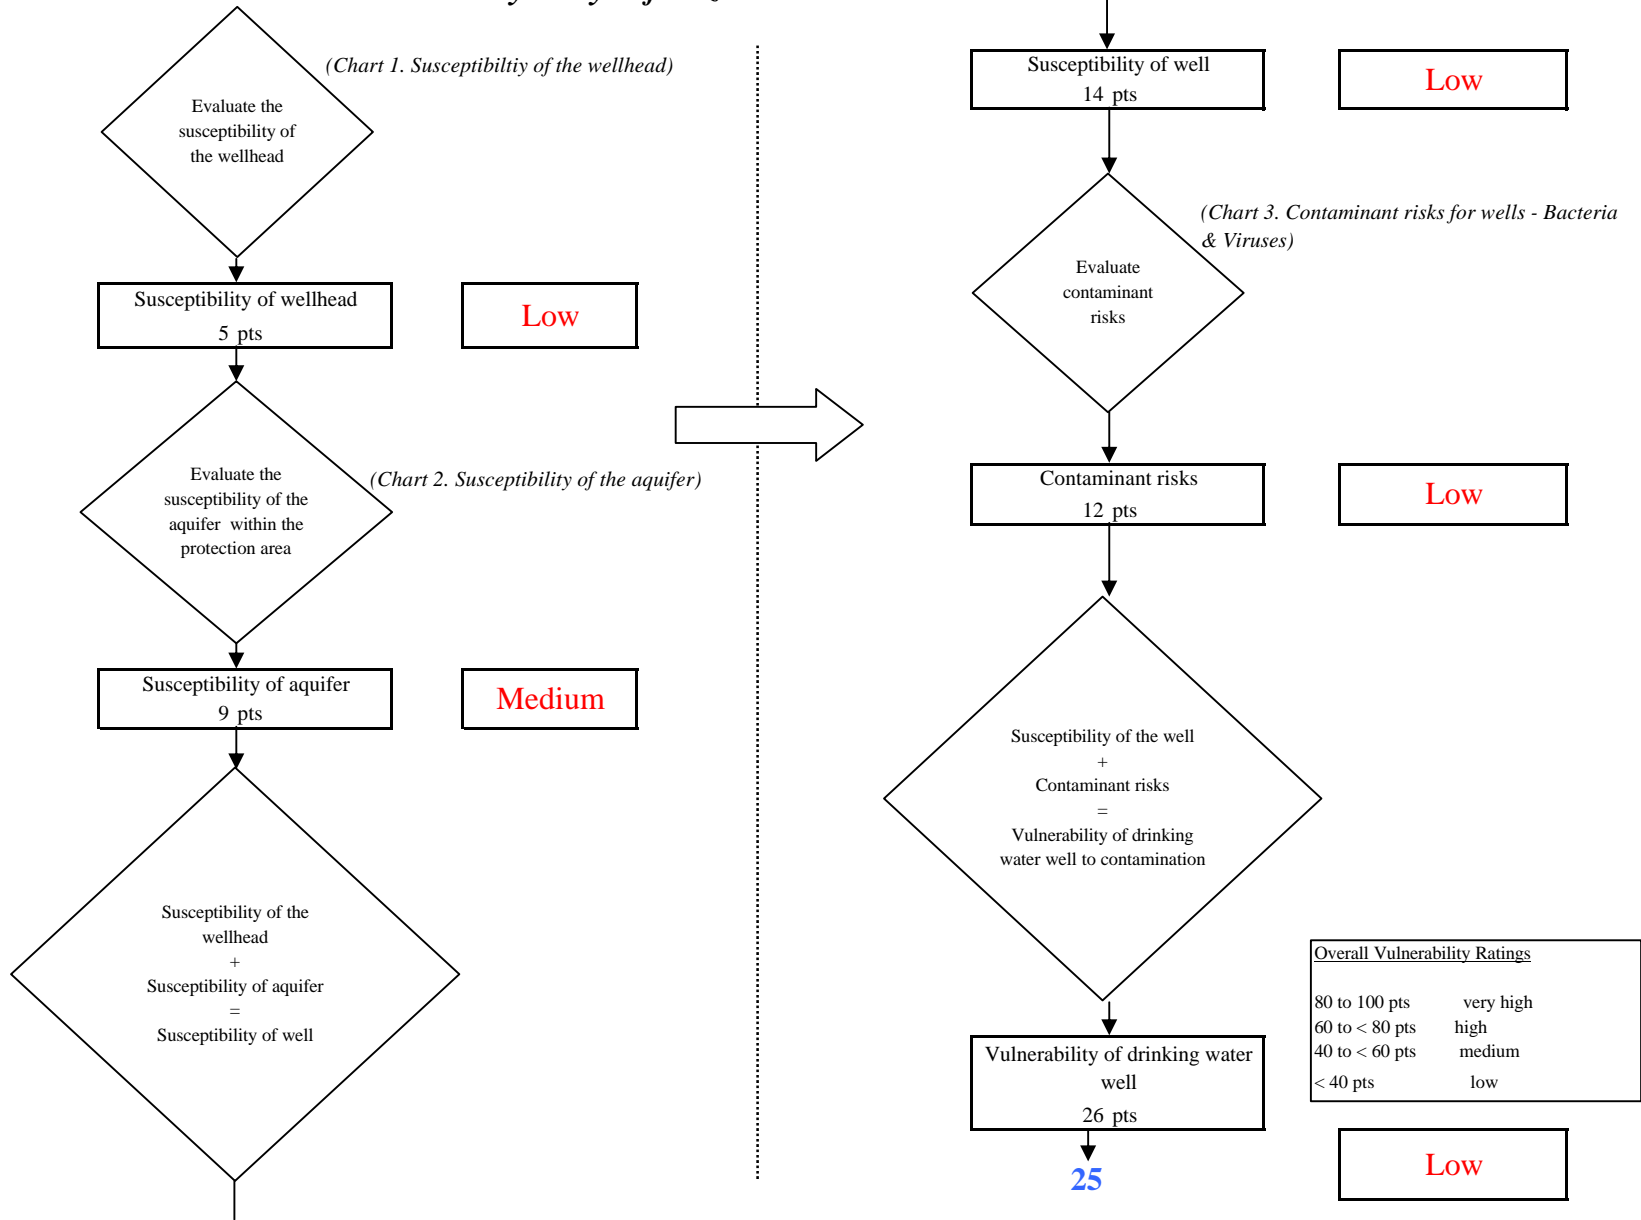 (Chart 1. Susceptibiltiy of the wellhead)
Evaluate the
susceptibility of
the wellhead
Susceptibility of wellhead
5 pts
Low
Evaluate the
susceptibility of the
aquifer within the
protection area
(Chart 2. Susceptibility of the aquifer)
Susceptibility of aquifer
9 pts
Medium
Susceptibility of the
wellhead
+
Susceptibility of aquifer
=
Susceptibility of well
Susceptibility of well
14 pts
Low
(Chart 3. Contaminant risks for wells - Bacteria
& Viruses)
Evaluate
contaminant
risks
Contaminant risks
12 pts
Low
Susceptibility of the well
+
Contaminant risks
=
Vulnerability of drinking
water well to contamination
Overall Vulnerability Ratings
80 to 100 pts very high
60 to < 80 pts high
40 to < 60 pts medium
< 40 pts low
Vulnerability of drinking water
well
26 pts
25
Low